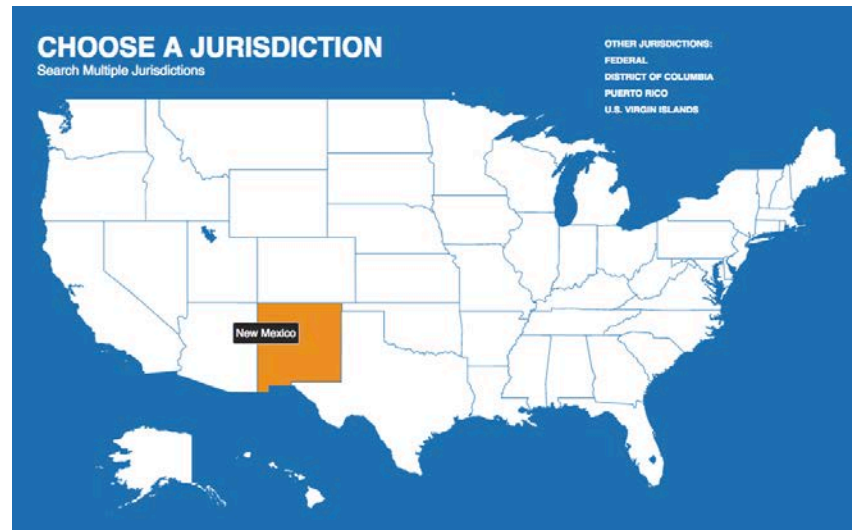 CHOOSE A JURISDICTION
Search Multiple Jurisdictions
OTHER JURISDICTIONS:
FEDERAL
DISTRICT OF COLUMBIA
PUERTO RICO
U.S. VIRGIN ISLANDS
New Mexico